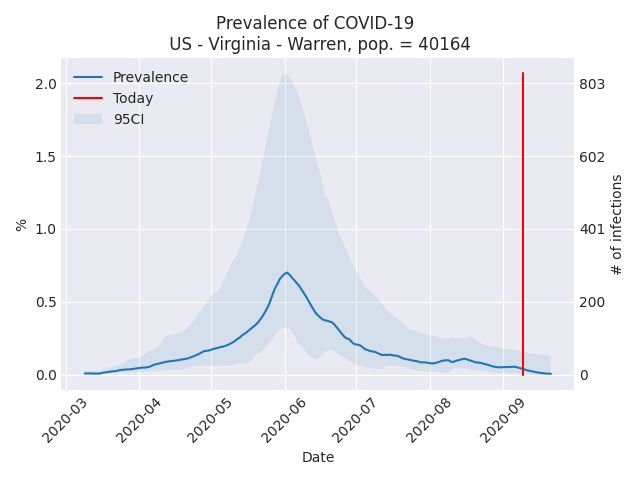 Prevalence of COVID-19
US - Virginia - Warren, pop. = 40164
Prevalence
Today
95CI
2.0
1.5
1.0
0.5
0.0
%
803
602
401
200
0
# of infections
2020-03
2020-04
2020-05
2020-06
2020-07
2020-08
2020-09
Date